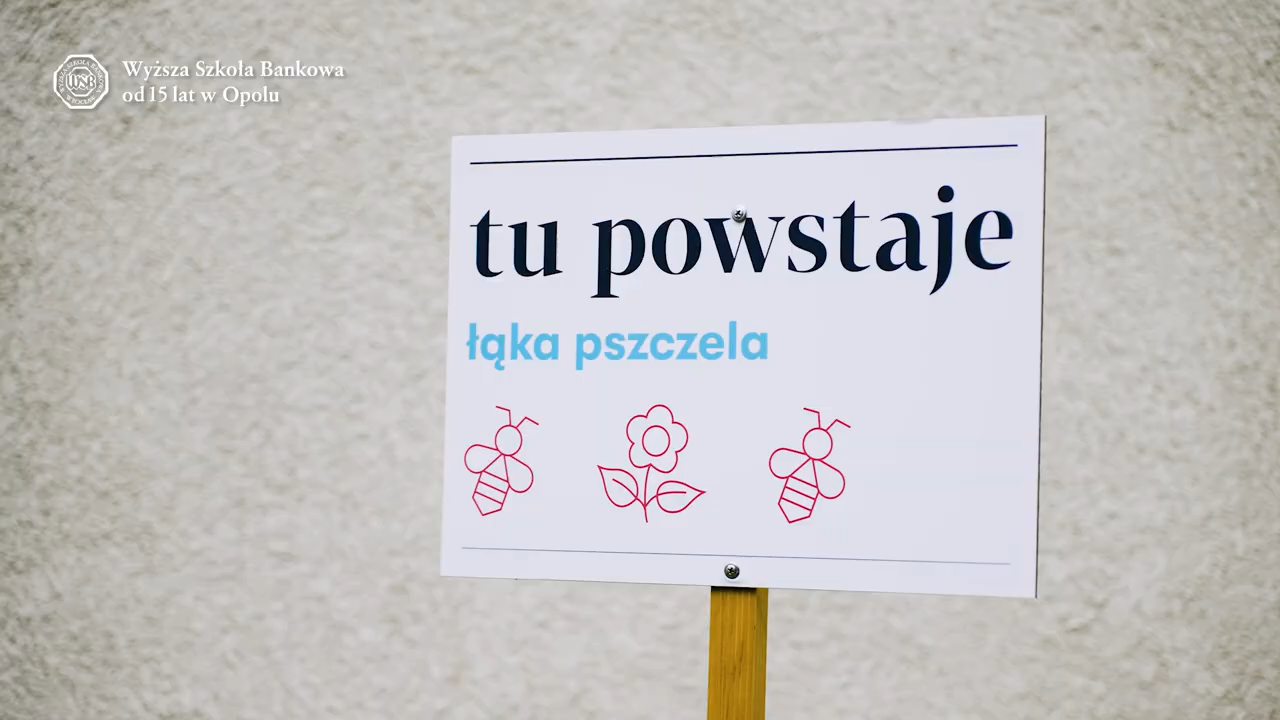 Wyższa Szkoła Bankowa
od 15 lat w Opolu
tu powstaje
łąka pszczela